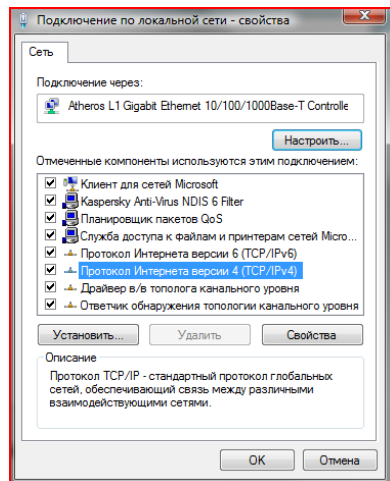 Подключение по локальной сети - свойства
Сеть
Подключение через:
Atheros L1 Gigabit Ethernet 10/100/1000Base-T Controlle
Настроить...
Отмеченные компоненты используются этим подключением:
Клиент для сетей Microsoft
Kaspersky Anti-Virus NDIS 6 Filter
Планировщик пакетов QoS
Служба доступа к файлам и принтерам сетей Micro...
Протокол Интернета версии 6 (TCP/IPv6)
Протокол Интернета версии 4 (TCP/IPv4)
Драйвер в/в тополога канального уровня
Ответчик обнаружения топологии канального уровня
Установить... Удалить Свойства
Описание
Протокол TCP/IP - стандартный протокол глобальных
сетей, обеспечивающий связь между различными
взаимодействующими сетями.
OK Отмена